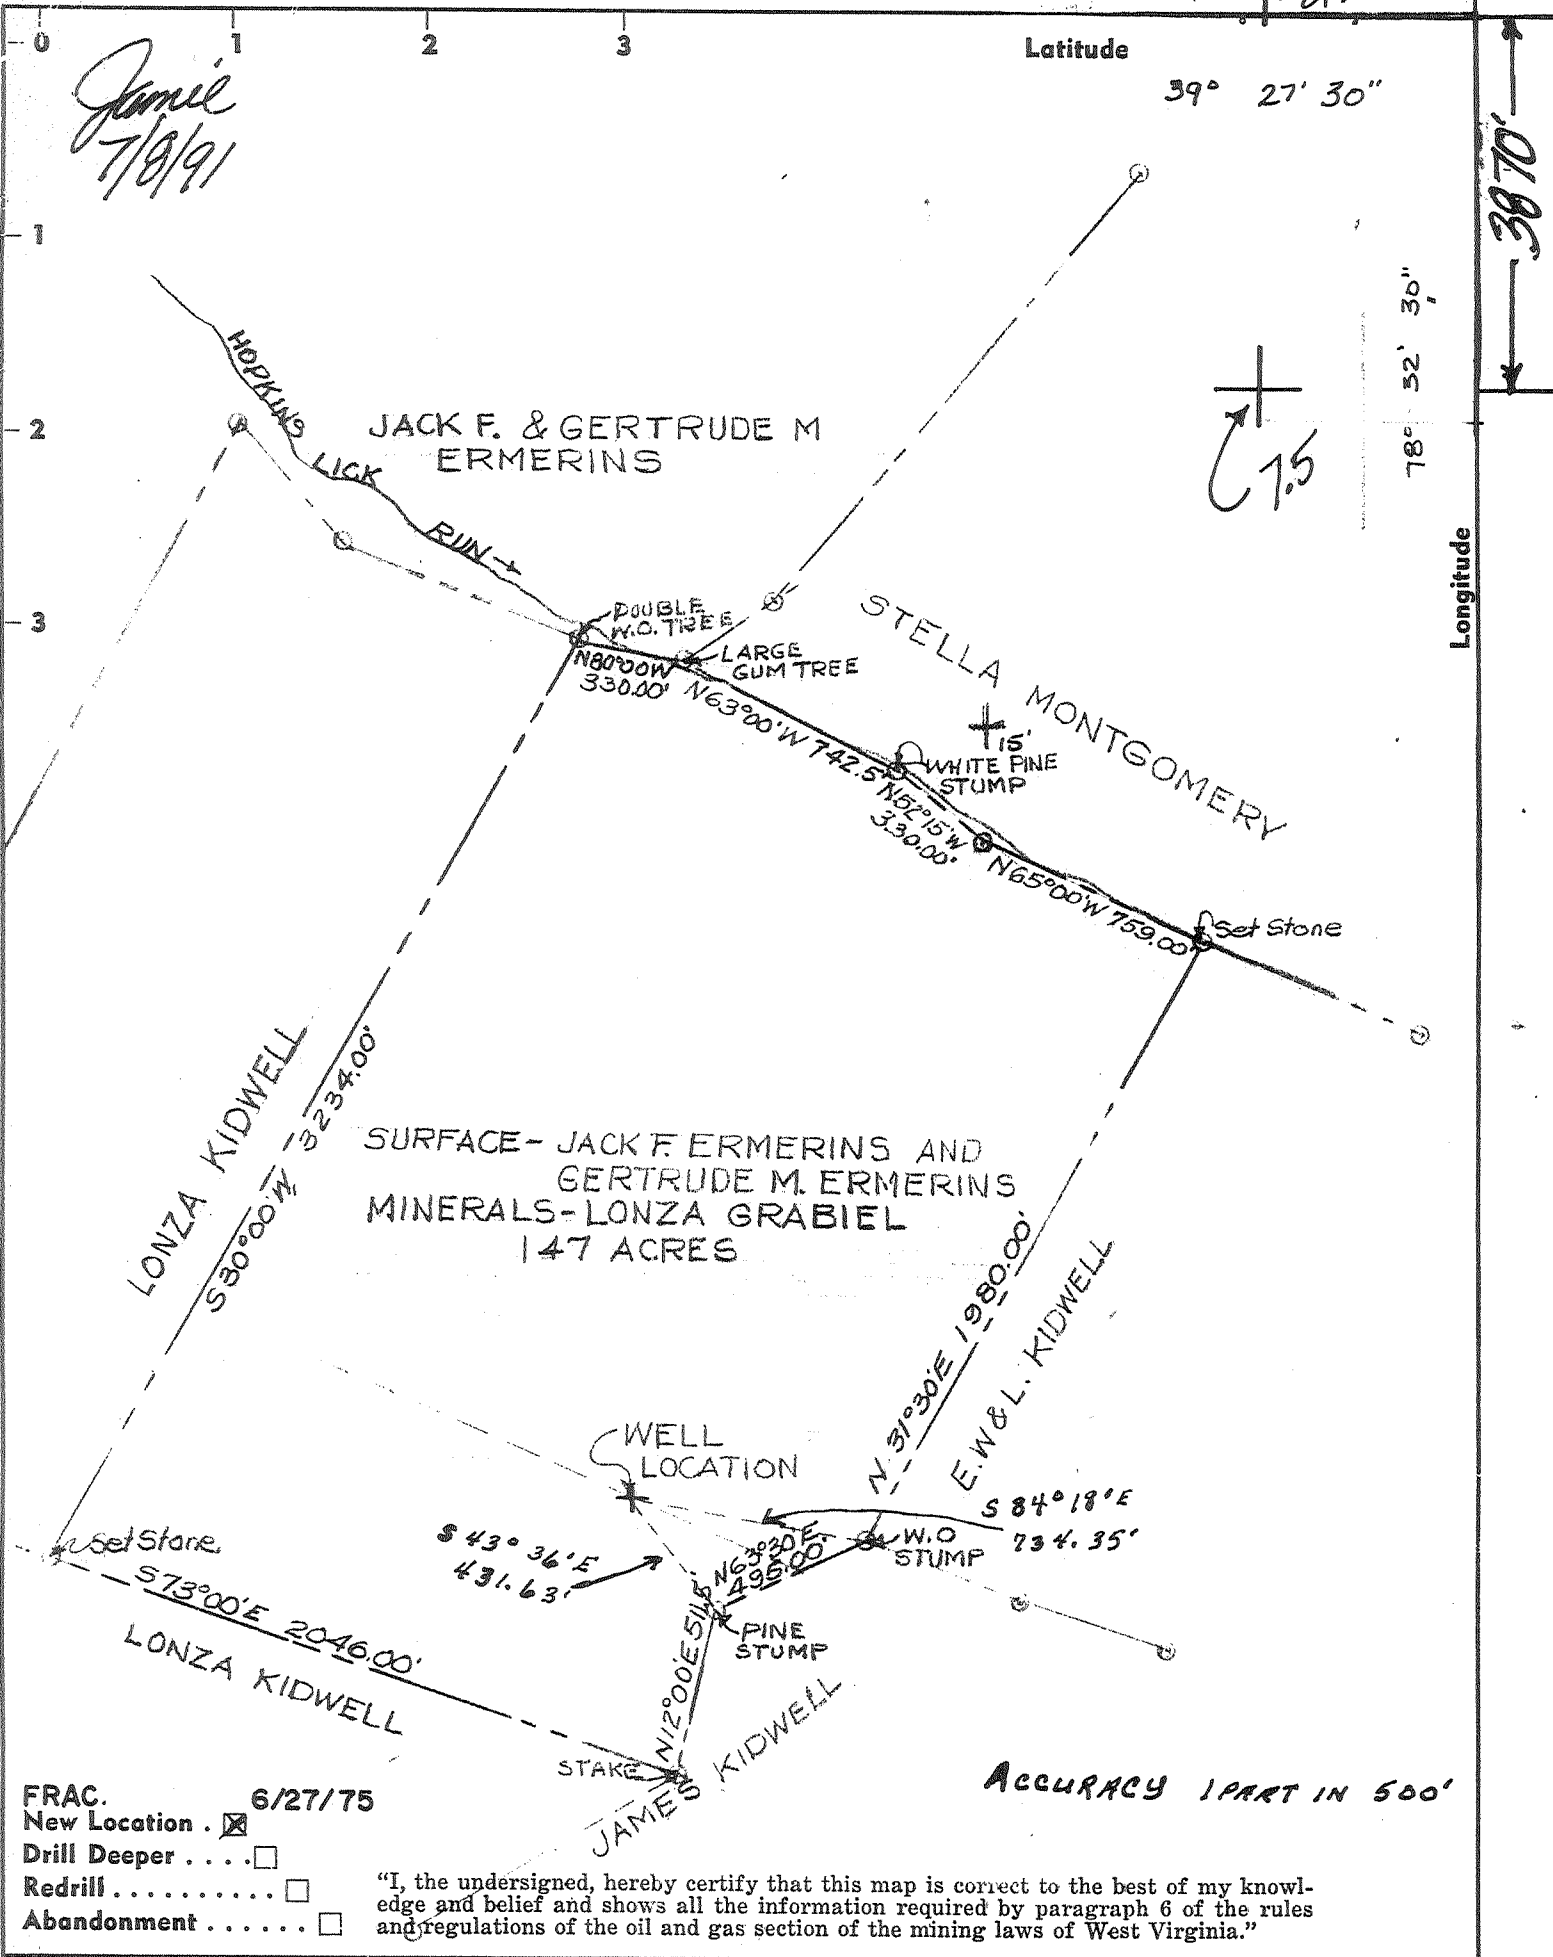 0 1 2 3
Latitude
39° 27' 30"
Jamie
7/8/91
3870'
1
2
3
78° 32' 30"
Longitude
7.5
HOPKINS
LICK
RUN
JACK F. & GERTRUDE M
ERMERINS
DOUBLE
W.O. TREE
LARGE
GUM TREE
STELLA MONTGOMERY
N80°00W
330.00'
N63°00'W 742.5'
15'
WHITE PINE
STUMP
N52°15'W
330.00'
N65°00'W 759.00'
Set Stone
LONZA KIDWELL
S30°00'W 3234.00'
SURFACE- JACK F. ERMERINS AND
GERTRUDE M. ERMERINS
MINERALS-LONZA GRABIEL
147 ACRES
N 31°30'E 1980.00'
E.W & L. KIDWELL
WELL
LOCATION
S 84° 18' E
734.35'
S 43° 36' E
431.63'
W.O
STUMP
N63°30'E
495.00'
PINE
STUMP
Set Stone
S73°00'E 2046.00'
LONZA KIDWELL
N12°00'E
STAKE
JAMES KIDWELL
ACCURACY 1 PART IN 500'
FRAC. 6/27/75
New Location . ☒
Drill Deeper . . . . ☐
Redrill . . . . . . . . . . ☐
Abandonment . . . . . . ☐
“I, the undersigned, hereby certify that this map is correct to the best of my knowl-
edge and belief and shows all the information required by paragraph 6 of the rules
and regulations of the oil and gas section of the mining laws of West Virginia.”